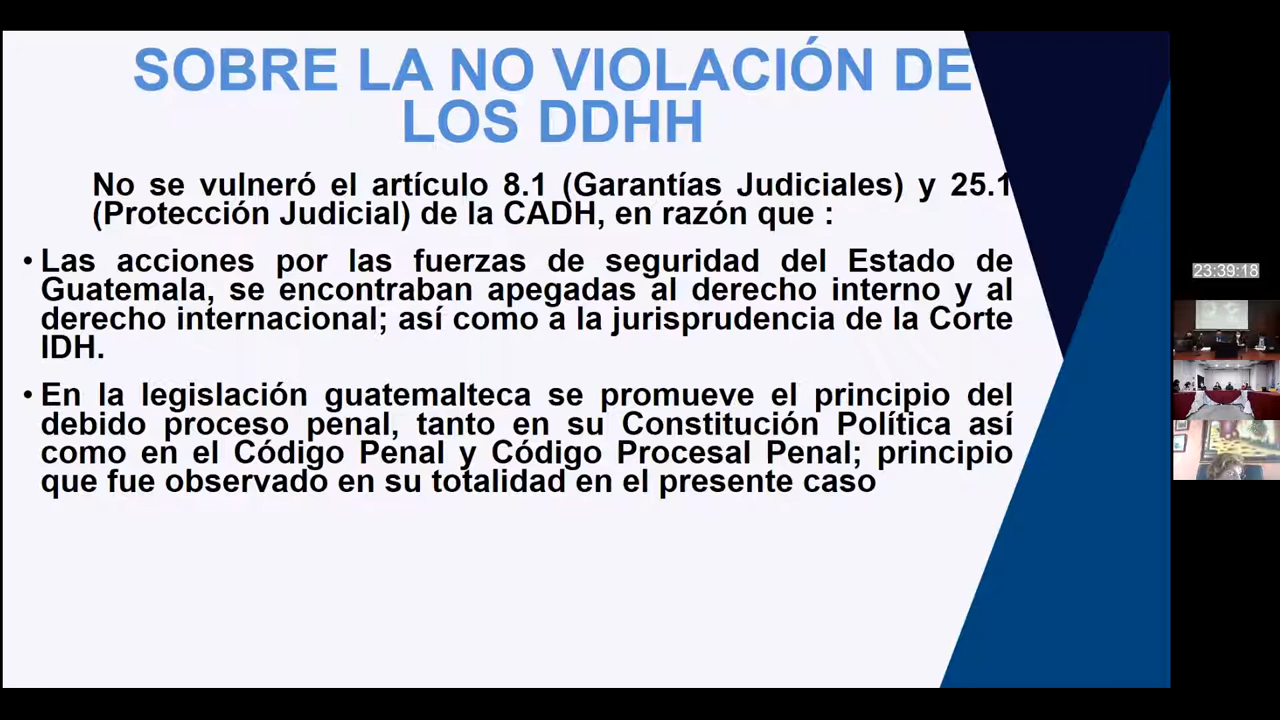 SOBRE LA NO VIOLACIÓN DE
LOS DDHH
No se vulneró el artículo 8.1 (Garantías Judiciales) y 25.1
(Protección Judicial) de la CADH, en razón que :
• Las acciones por las fuerzas de seguridad del Estado de
Guatemala, se encontraban apegadas al derecho interno y al
derecho internacional; así como a la jurisprudencia de la Corte
IDH.
• En la legislación guatemalteca se promueve el principio del
debido proceso penal, tanto en su Constitución Política así
como en el Código Penal y Código Procesal Penal; principio
que fue observado en su totalidad en el presente caso
23:39:18